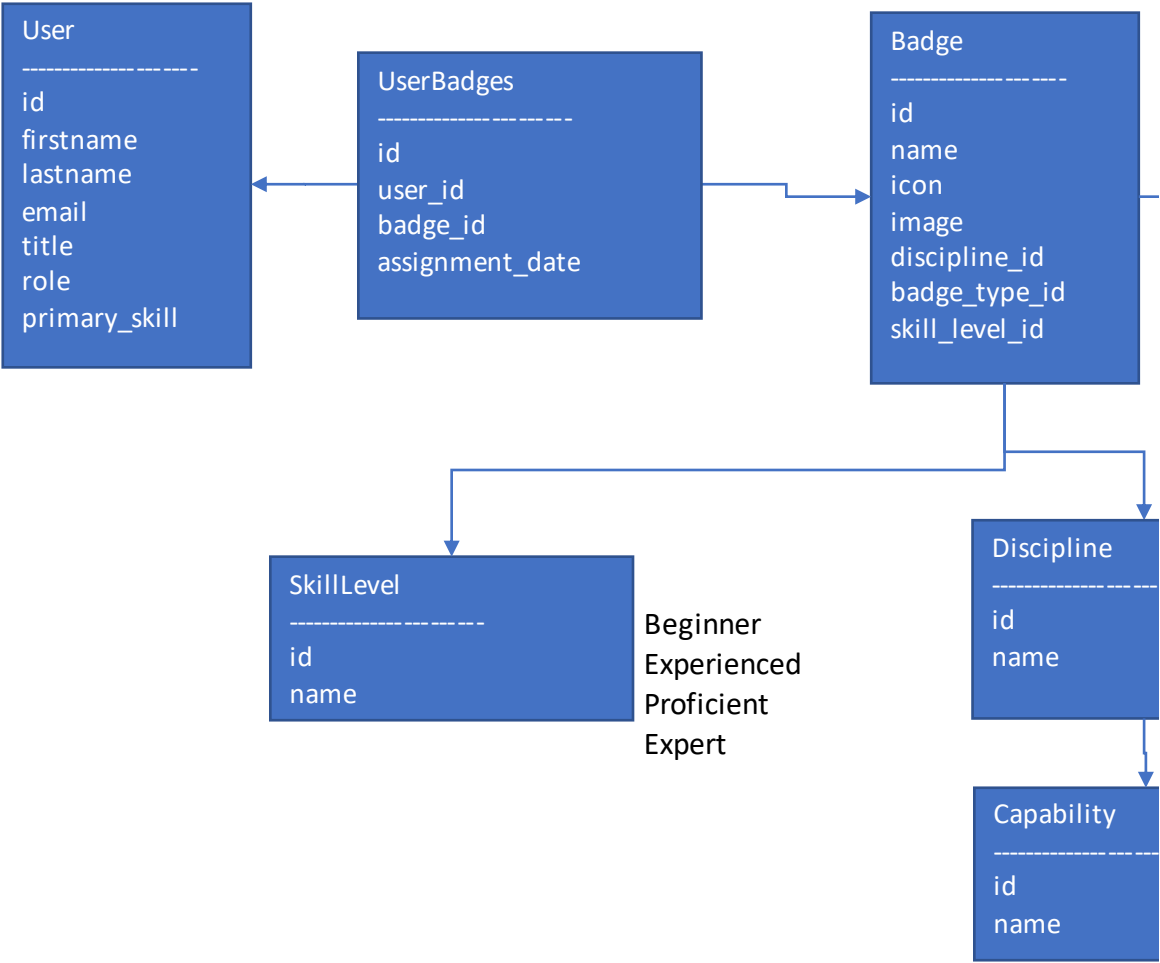 User
----------------------
id
firstname
lastname
email
title
role
primary_skill
UserBadges
------------------------
id
user_id
badge_id
assignment_date
Badge
----------------------
id
name
icon
image
discipline_id
badge_type_id
skill_level_id
SkillLevel
------------------------
id
name
Beginner
Experienced
Proficient
Expert
Discipline
---------------------
id
name
Capability
---------------------
id
name